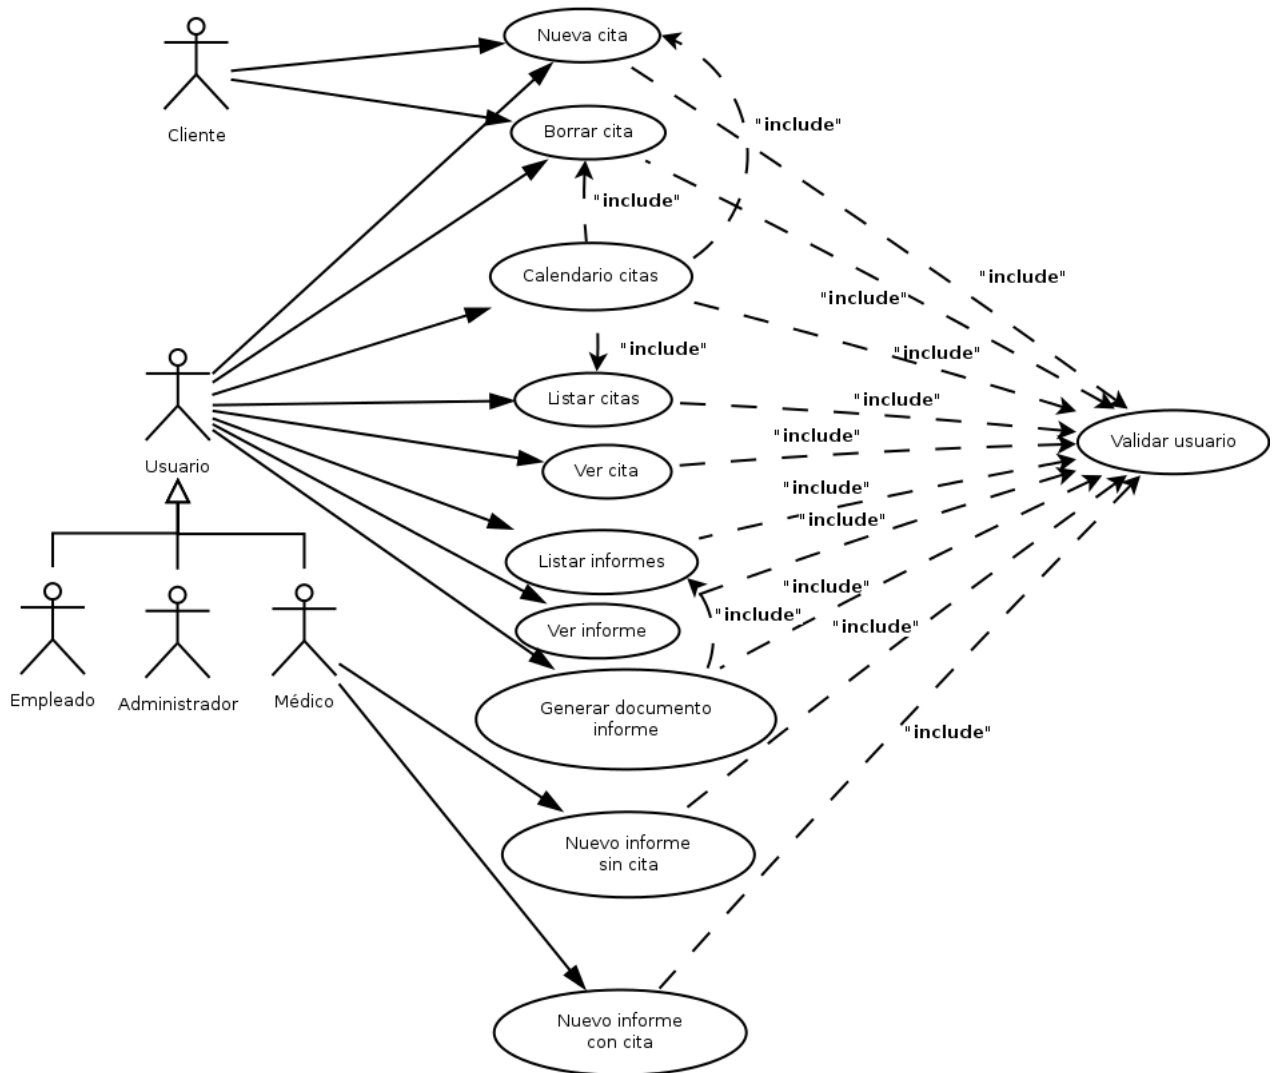 Nueva cita
"include"
Cliente
Borrar cita
"include"
Calendario citas
"include"
"include"
"include"
"include"
Listar citas
"include"
Validar usuario
"include"
Usuario
Ver cita
"include"
"include"
Listar informes
"include"
"include"
"include"
Ver informe
Empleado
Administrador
Médico
Generar documento
informe
"include"
Nuevo informe
sin cita
Nuevo informe
con cita